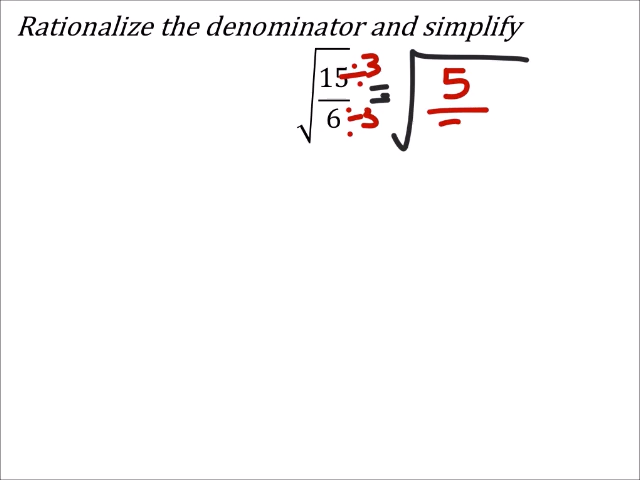 Rationalize the denominator and simplify
√(15/6) ÷3 ÷3 = √(5/